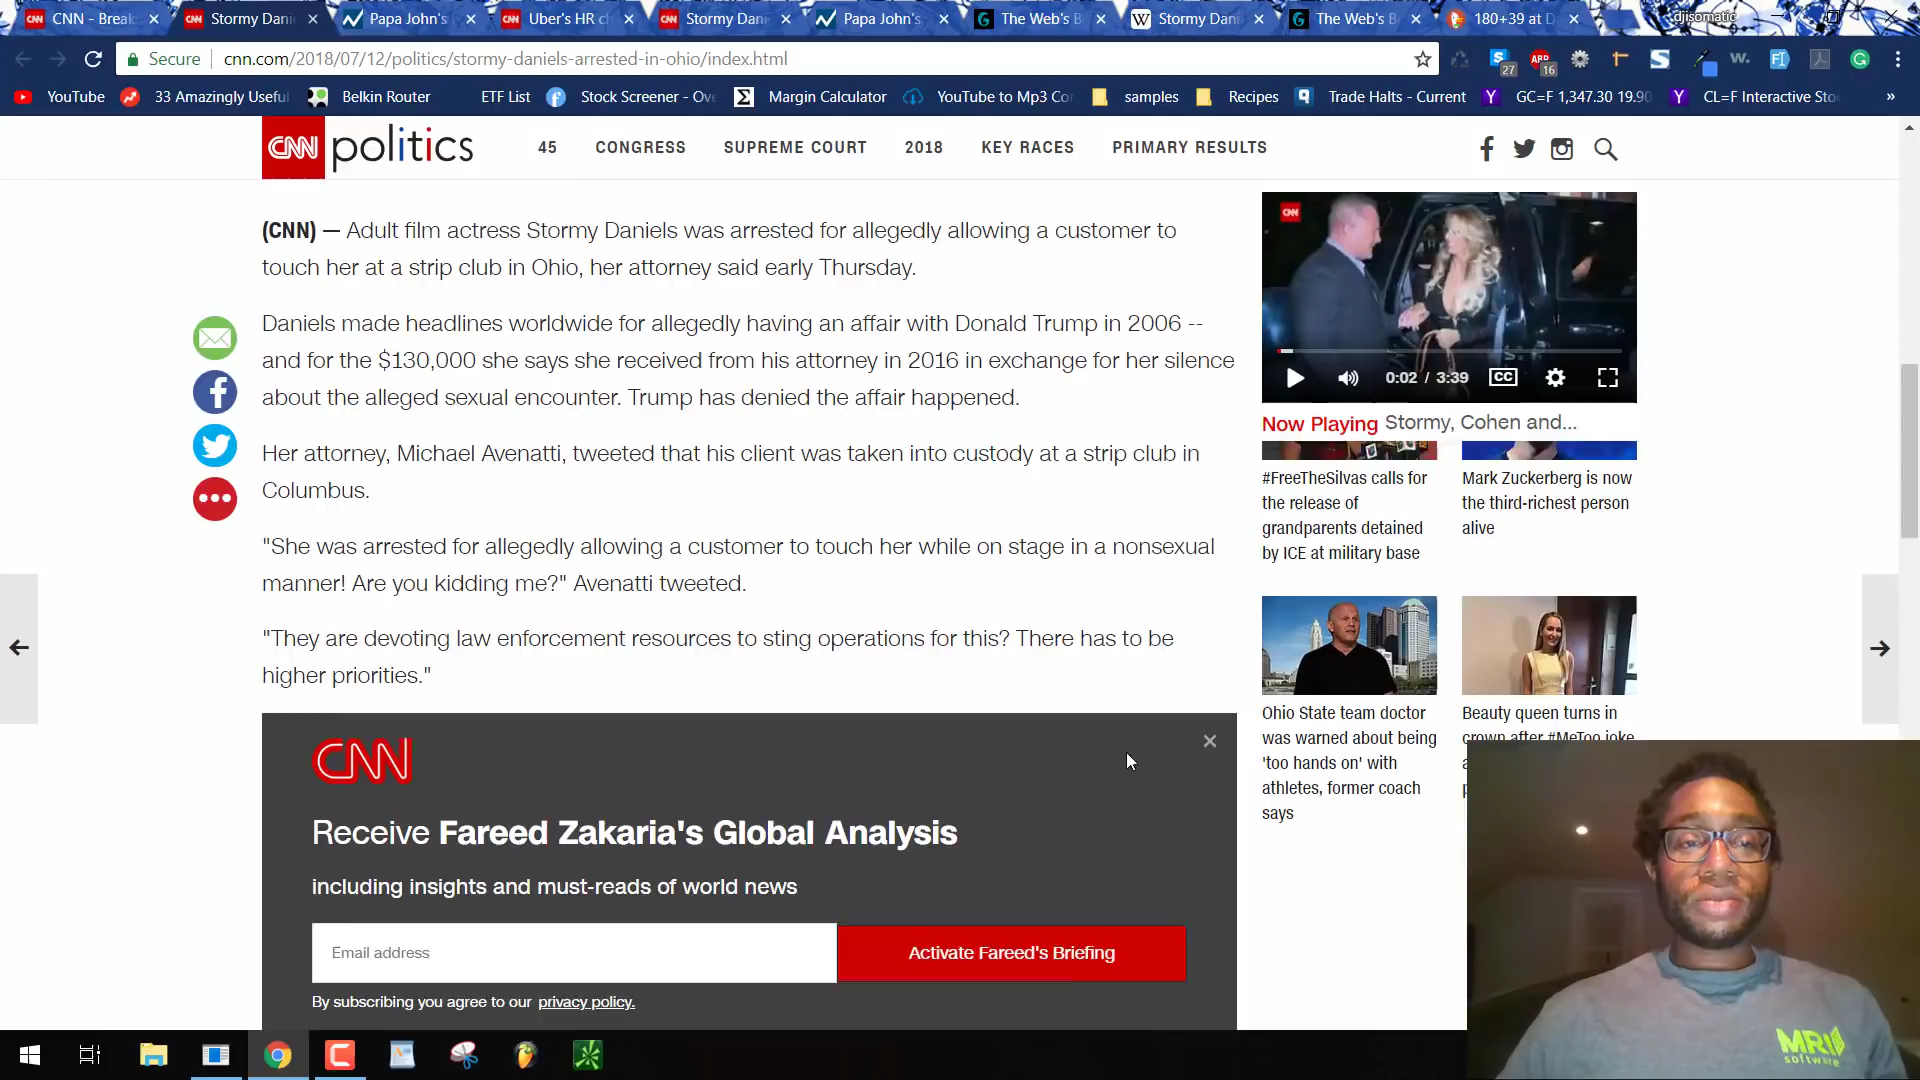 CNN - Break
Stormy Dani
Papa John's
Uber's HR c
Stormy Dani
Papa John's
The Web's B
Stormy Dani
The Web's B
180+39 at D
djisomatic
Secure
cnn.com/2018/07/12/politics/stormy-daniels-arrested-in-ohio/index.html
27
ABP
16
w.
YouTube
33 Amazingly Useful
Belkin Router
ETF List
Stock Screener - Ove
Margin Calculator
YouTube to Mp3 Co
samples
Recipes
Trade Halts - Current
GC=F 1,347.30 19.90
CL=F Interactive Sto
»
CNN politics
45
CONGRESS
SUPREME COURT
2018
KEY RACES
PRIMARY RESULTS
(CNN) — Adult film actress Stormy Daniels was arrested for allegedly allowing a customer to
touch her at a strip club in Ohio, her attorney said early Thursday.
Daniels made headlines worldwide for allegedly having an affair with Donald Trump in 2006 --
and for the $130,000 she says she received from his attorney in 2016 in exchange for her silence
about the alleged sexual encounter. Trump has denied the affair happened.
Her attorney, Michael Avenatti, tweeted that his client was taken into custody at a strip club in
Columbus.
"She was arrested for allegedly allowing a customer to touch her while on stage in a nonsexual
manner! Are you kidding me?" Avenatti tweeted.
"They are devoting law enforcement resources to sting operations for this? There has to be
higher priorities."
CNN
Receive Fareed Zakaria's Global Analysis
including insights and must-reads of world news
Email address
Activate Fareed's Briefing
By subscribing you agree to our privacy policy.
CNN
0:02 / 3:39
CC
Now Playing Stormy, Cohen and...
#FreeTheSilvas calls for
the release of
grandparents detained
by ICE at military base
Mark Zuckerberg is now
the third-richest person
alive
Ohio State team doctor
was warned about being
'too hands on' with
athletes, former coach
says
Beauty queen turns in
crown after #MeToo joke
MRI
software